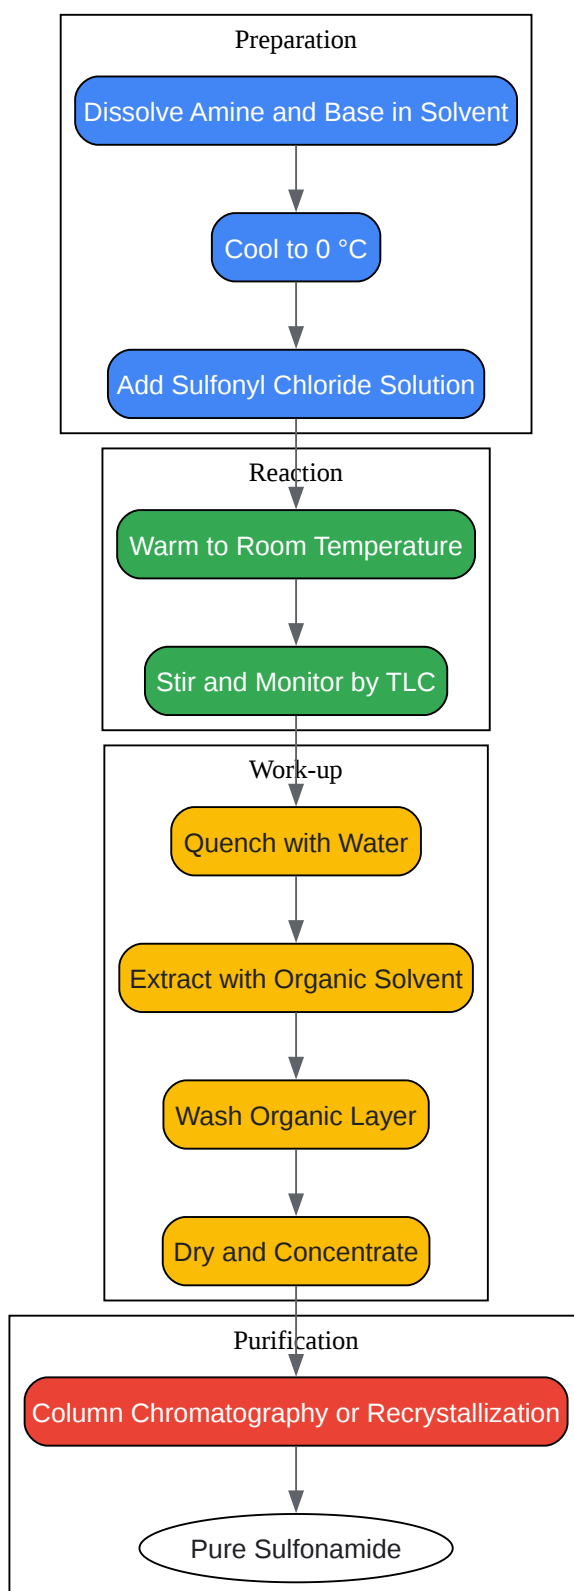 Preparation
Dissolve Amine and Base in Solvent
Cool to 0 °C
Add Sulfonyl Chloride Solution
Reaction
Warm to Room Temperature
Stir and Monitor by TLC
Work-up
Quench with Water
Extract with Organic Solvent
Wash Organic Layer
Dry and Concentrate
Purification
Column Chromatography or Recrystallization
Pure Sulfonamide